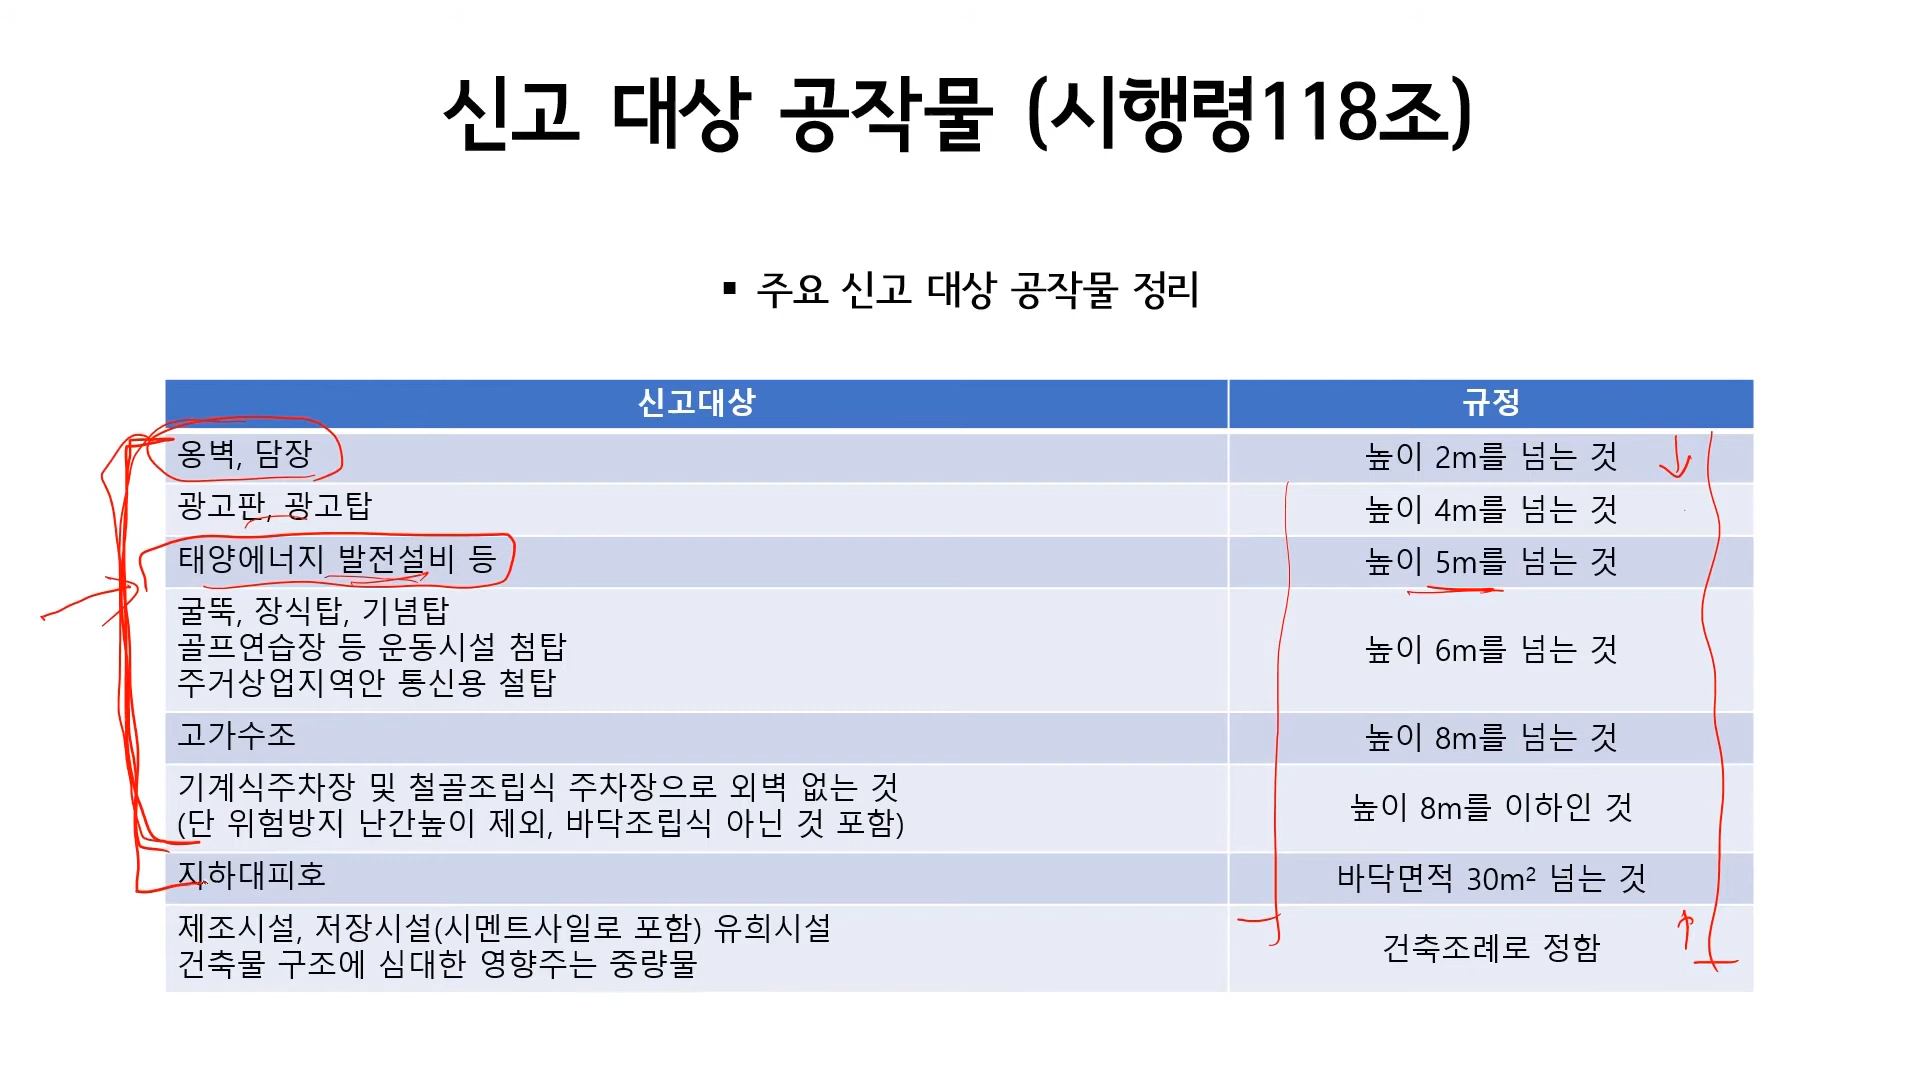 신고 대상 공작물 (시행령118조)
▪ 주요 신고 대상 공작물 정리
신고대상 규정
옹벽, 담장 높이 2m를 넘는 것
광고판, 광고탑 높이 4m를 넘는 것
태양에너지 발전설비 등 높이 5m를 넘는 것
굴뚝, 장식탑, 기념탑
골프연습장 등 운동시설 첨탑
주거상업지역안 통신용 철탑
높이 6m를 넘는 것
고가수조 높이 8m를 넘는 것
기계식주차장 및 철골조립식 주차장으로 외벽 없는 것
(단 위험방지 난간높이 제외, 바닥조립식 아닌 것 포함)
높이 8m를 이하인 것
지하대피호 바닥면적 30m² 넘는 것
제조시설, 저장시설(시멘트사일로 포함) 유희시설
건축물 구조에 심대한 영향주는 중량물
건축조례로 정함